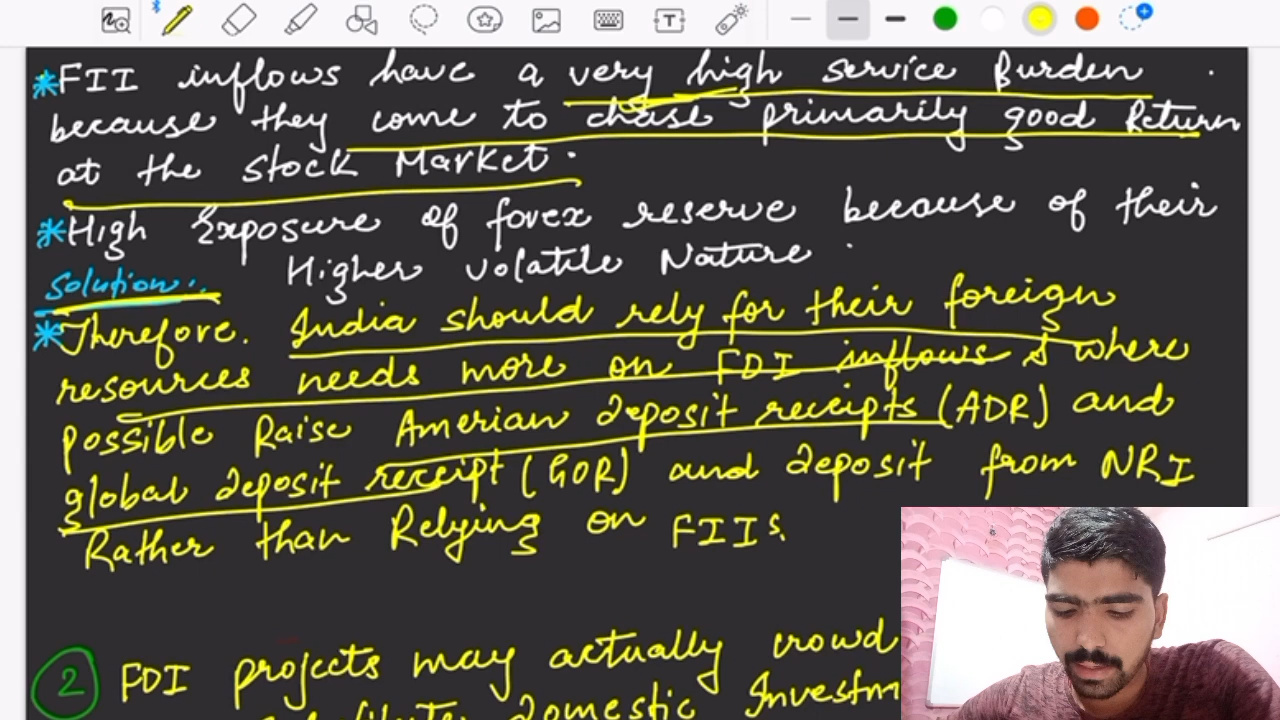 *FII inflows have a very high service Burden.
because they come to chase primarily good Return
at the Stock Market.
*High Exposure of forex reserve because of their
Higher volatile Nature.
Solution:.
*Therefore. India should rely for their foreign
resources needs more on FDI inflows & where
possible Raise Amerian deposit receipts (ADR) and
global deposit receipt (GDR) and deposit from NRI
Rather than Relying on FIIs.
2 FDI projects may actually crowd
Domestic Investm